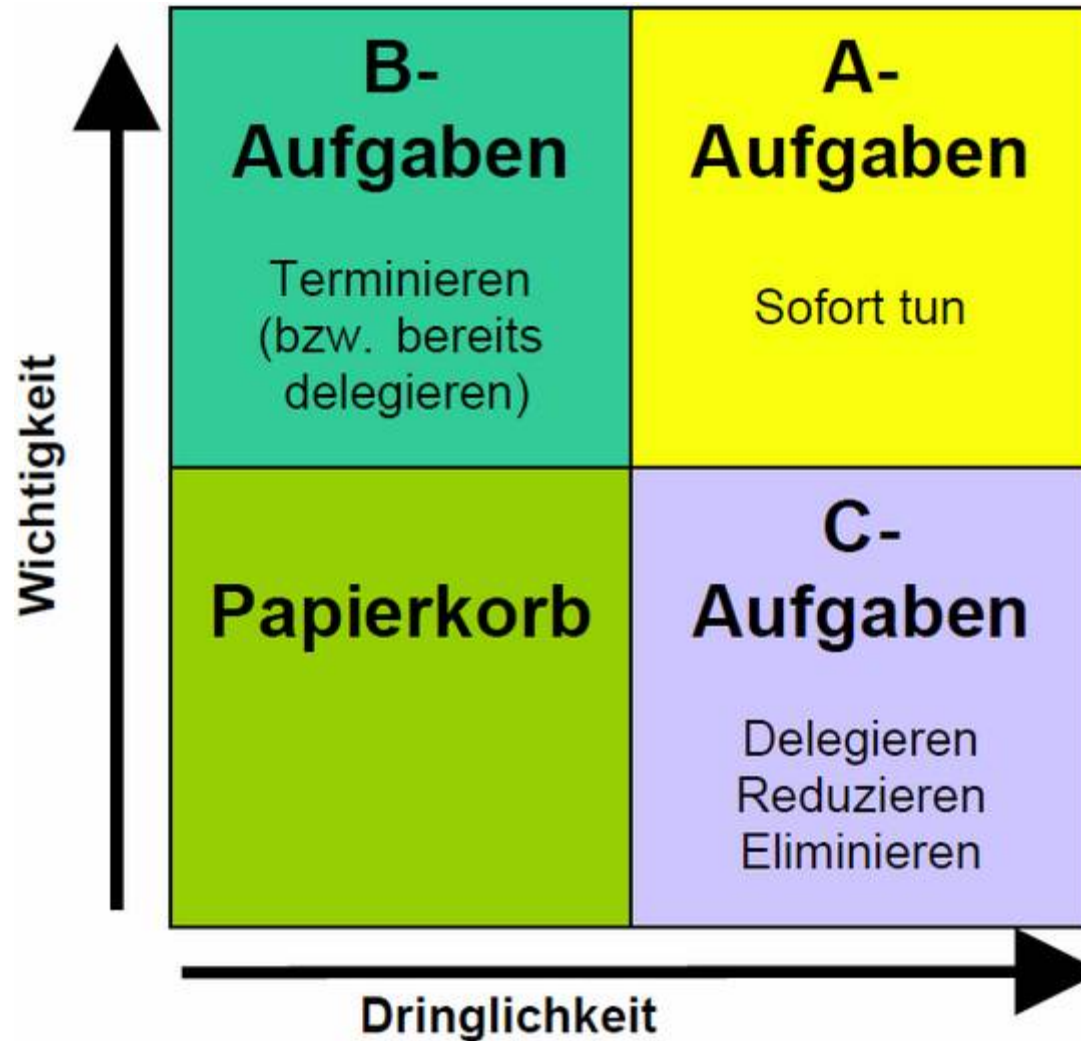 B-
Aufgaben
Terminieren
(bzw. bereits
delegieren)
A-
Aufgaben
Sofort tun
Papierkorb
C-
Aufgaben
Delegieren
Reduzieren
Eliminieren
Wichtigkeit
Dringlichkeit